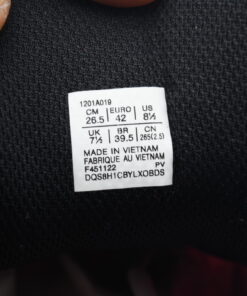 1201A019
CM EURO US
26.5 42 8½
UK BR CN
7½ 39.5 265(2.5)
MADE IN VIETNAM
FABRIQUE AU VIETNAM
F451122 PV
DQS8H1CBYLXOBDS